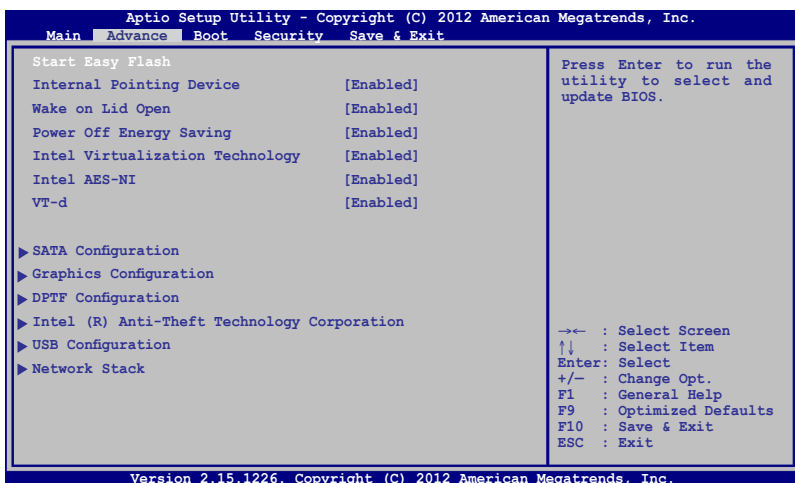 Aptio Setup Utility - Copyright (C) 2012 American Megatrends, Inc.
Main Advance Boot Security Save & Exit
Start Easy Flash
Internal Pointing Device [Enabled]
Wake on Lid Open [Enabled]
Power Off Energy Saving [Enabled]
Intel Virtualization Technology [Enabled]
Intel AES-NI [Enabled]
VT-d [Enabled]
▶ SATA Configuration
▶ Graphics Configuration
▶ DPTF Configuration
▶ Intel (R) Anti-Theft Technology Corporation
▶ USB Configuration
▶ Network Stack
Press Enter to run the
utility to select and
update BIOS.
→← : Select Screen
↑↓ : Select Item
Enter: Select
+/— : Change Opt.
F1 : General Help
F9 : Optimized Defaults
F10 : Save & Exit
ESC : Exit
Version 2.15.1226. Copyright (C) 2012 American Megatrends, Inc.